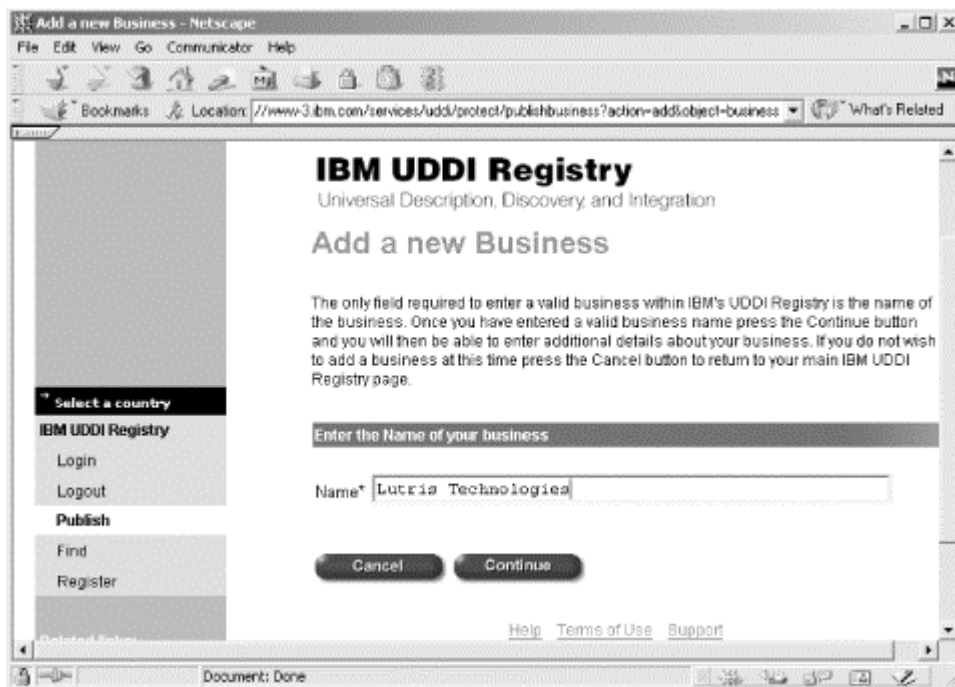 Add a new Business - Netscape
File Edit View Go Communicator Help
Bookmarks Location: //www-3.ibm.com/services/uddi/protect/publishbusiness?action=add&object=business What's Related
IBM UDDI Registry
Universal Description, Discovery, and Integration
Add a new Business
The only field required to enter a valid business within IBM's UDDI Registry is the name of
the business. Once you have entered a valid business name press the Continue button
and you will then be able to enter additional details about your business. If you do not wish
to add a business at this time press the Cancel button to return to your main IBM UDDI
Registry page.
Select a country
IBM UDDI Registry
Login
Logout
Publish
Find
Register
Enter the Name of your business
Name* Lutris Technologies
Cancel Continue
Help Terms of Use Support
Document: Done